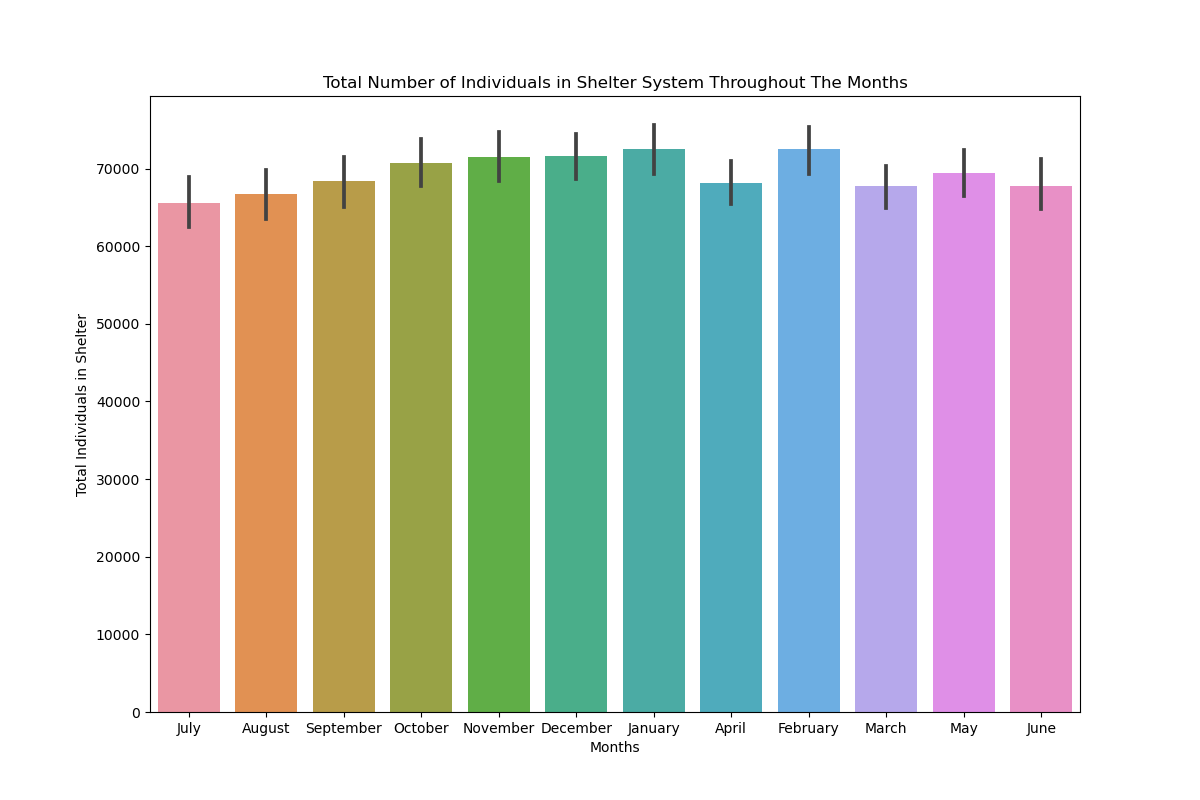 Total Number of Individuals in Shelter System Throughout The Months
Total Individuals in Shelter
70000
60000
50000
40000
30000
20000
10000
0
July August September October November December January April February March May June
Months